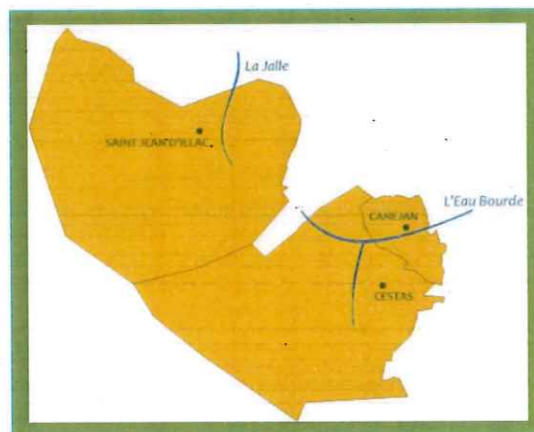 La Jalle
SAINT JEAN D'ILLAC
L'Eau Bourde
CANEJAN
CESTAS